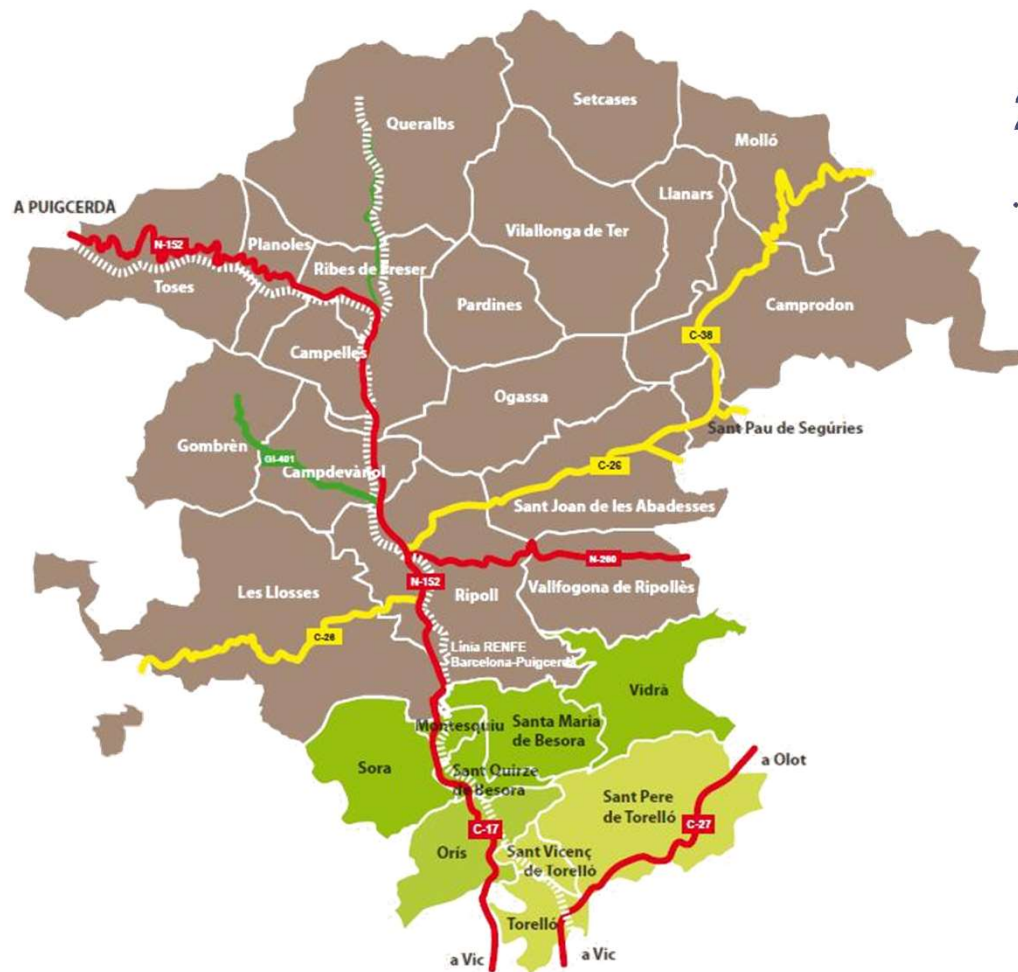 Setcases
Queralbs
Molló
Llanars
A PUIGCERDA
Vilallonga de Ter
N-152
Planoles
Ribes de Freser
Toses
Pardines
Camprodon
C-38
Campelles
Ogassa
Sant Pau de Segúries
Gombrèn
GI-401
Campdevànol
C-26
Sant Joan de les Abadesses
N-260
N-152
Les Llosses
Ripoll
Vallfogona de Ripollès
C-26
Línia RENFE
Barcelona-Puigcerdà
Vidrà
Montesquiu
Santa Maria
de Besora
Sora
Sant Quirze
de Besora
a Olot
Sant Pere
de Torelló
C-17
C-27
Orís
Sant Vicenç
de Torelló
Torelló
a Vic
a Vic